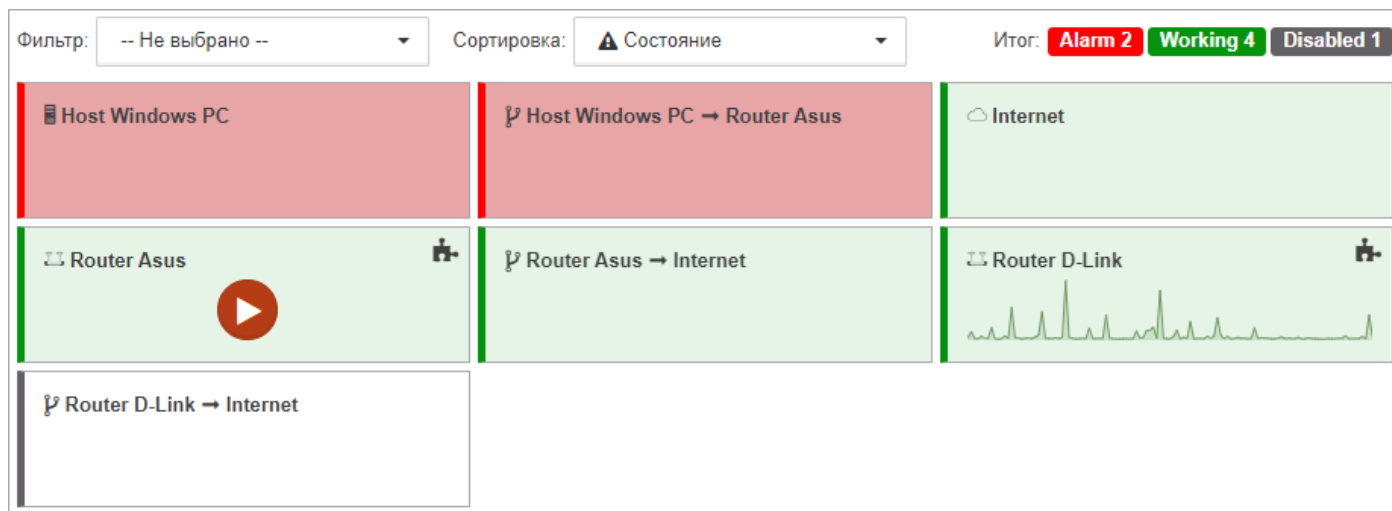 Фильтр: -- Не выбрано -- Сортировка: Состояние Итог: Alarm 2 Working 4 Disabled 1
Host Windows PC
Host Windows PC → Router Asus
Internet
Router Asus
Router Asus → Internet
Router D-Link
Router D-Link → Internet